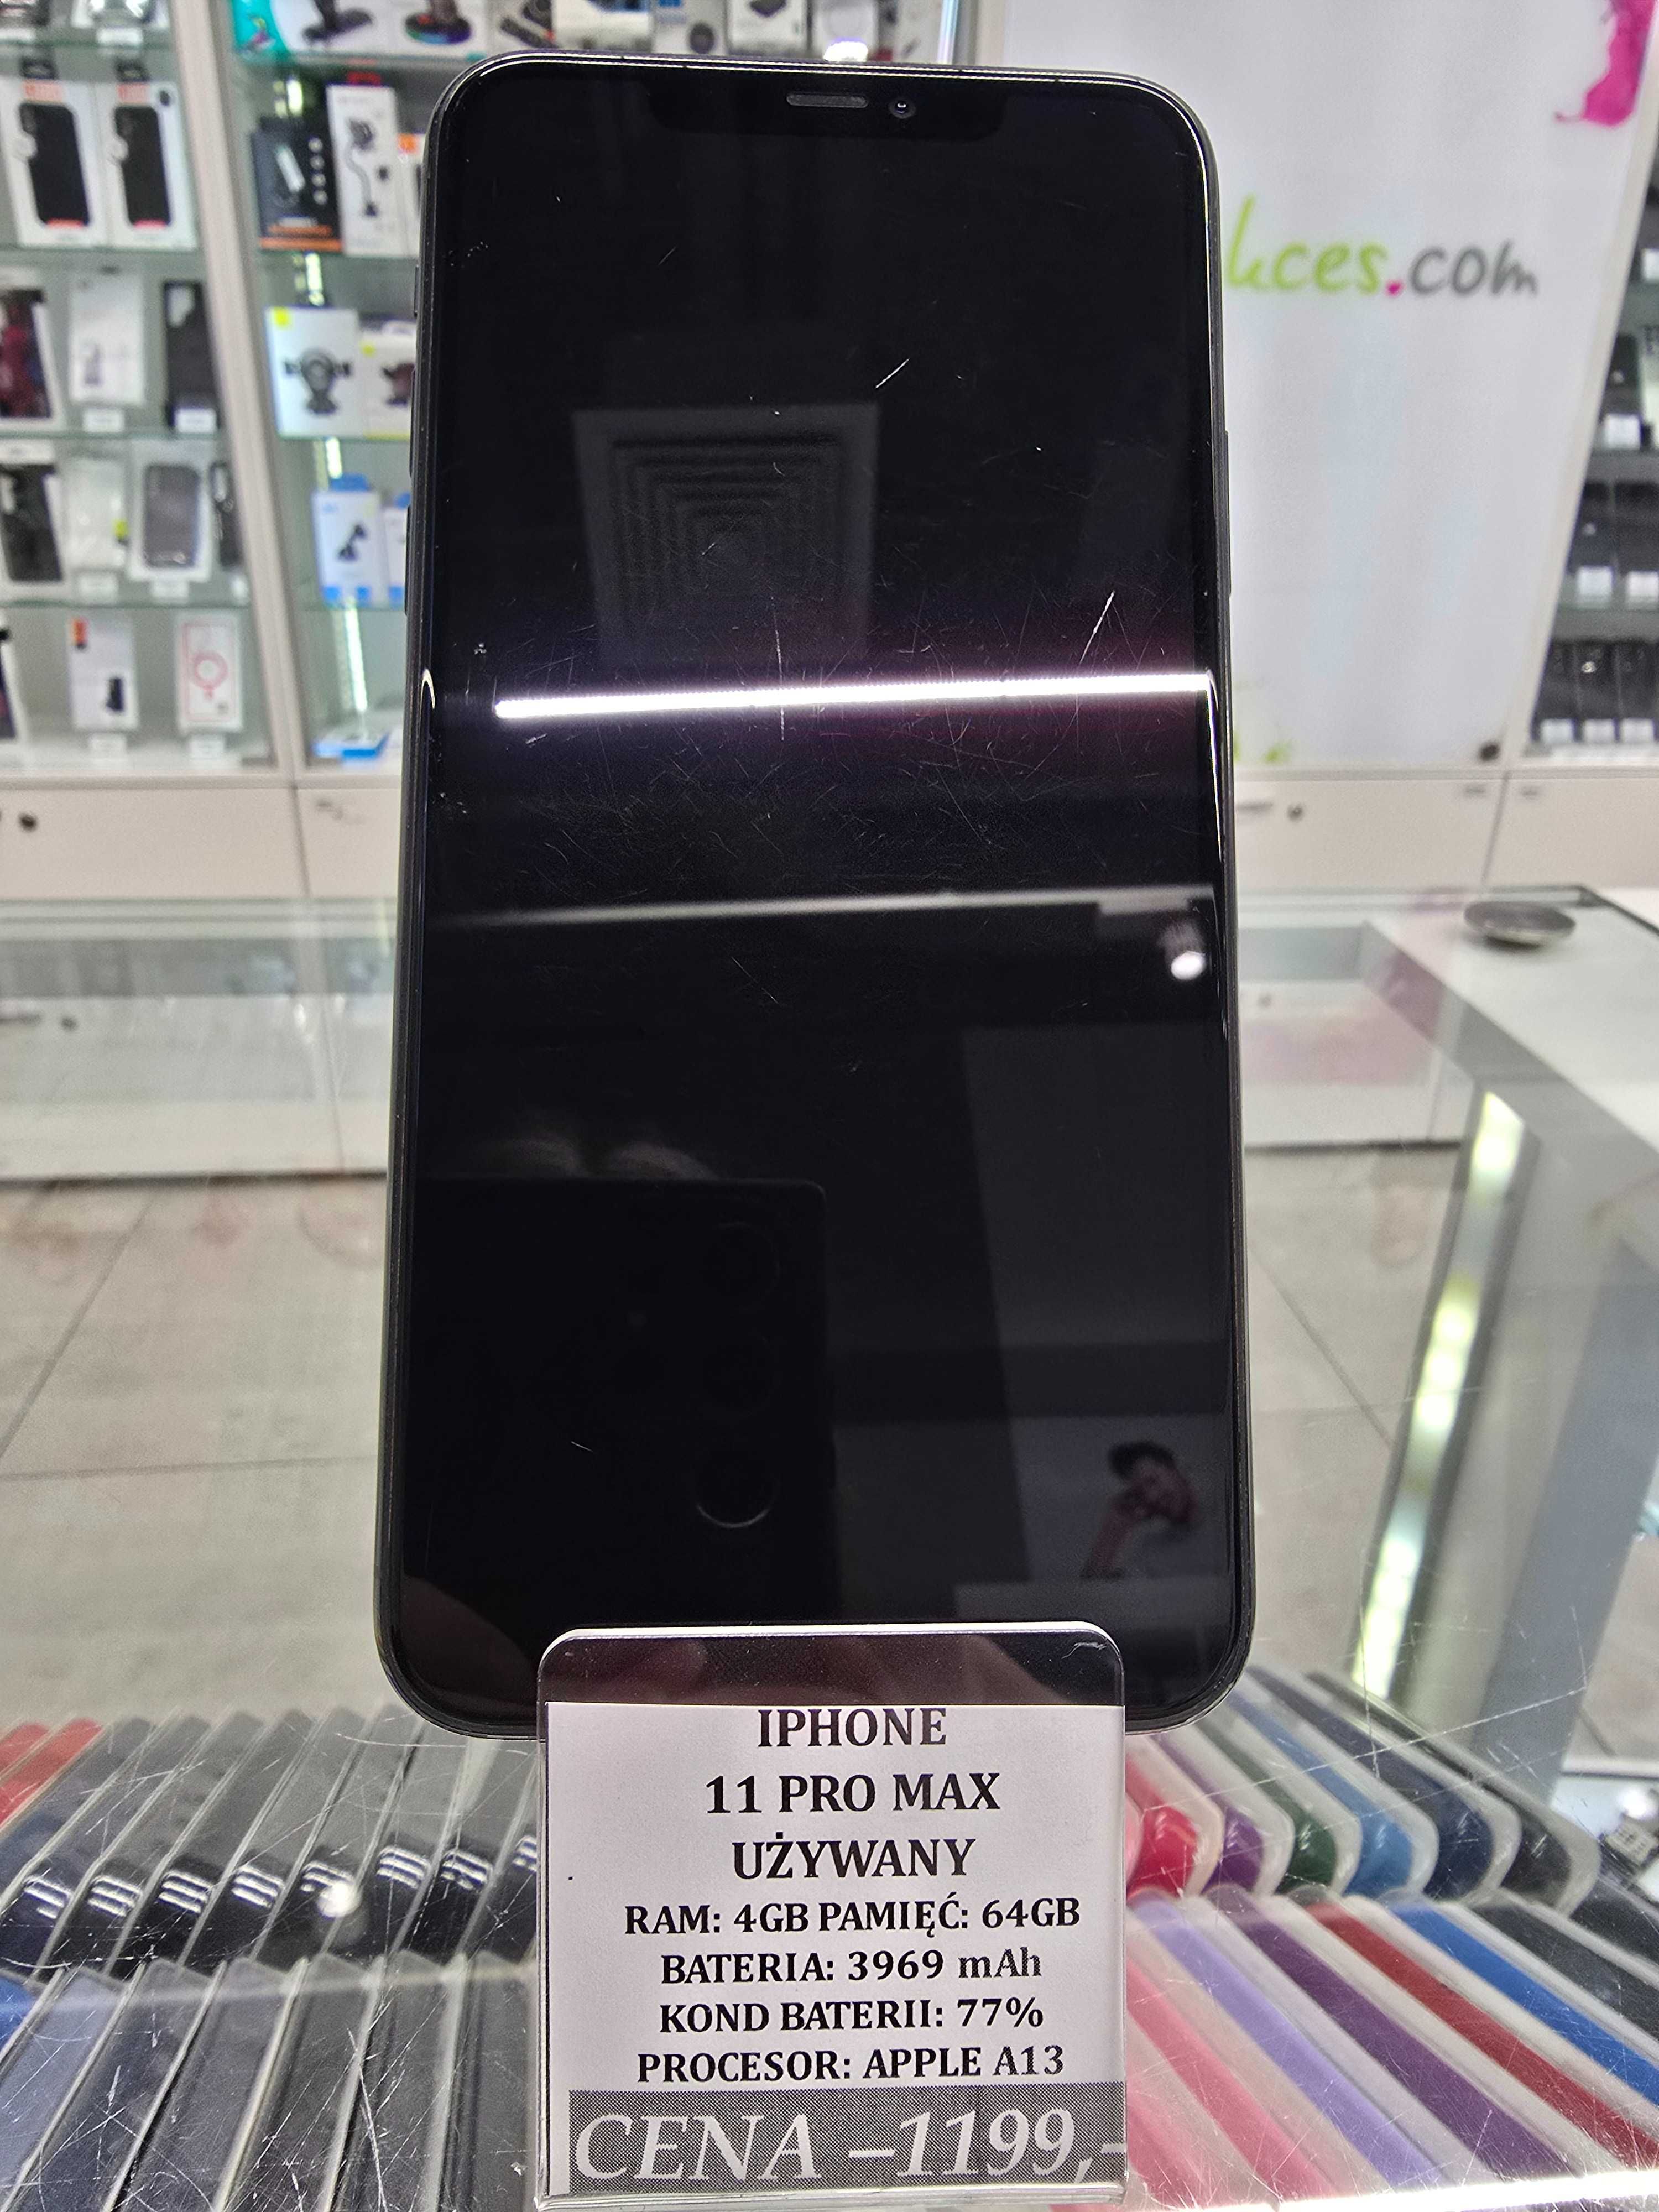 kces.com
IPHONE
11 PRO MAX
UŻYWANY
RAM: 4GB PAMIĘĆ: 64GB
BATERIA: 3969 mAh
KOND BATERII: 77%
PROCESOR: APPLE A13
CENA –1199,-